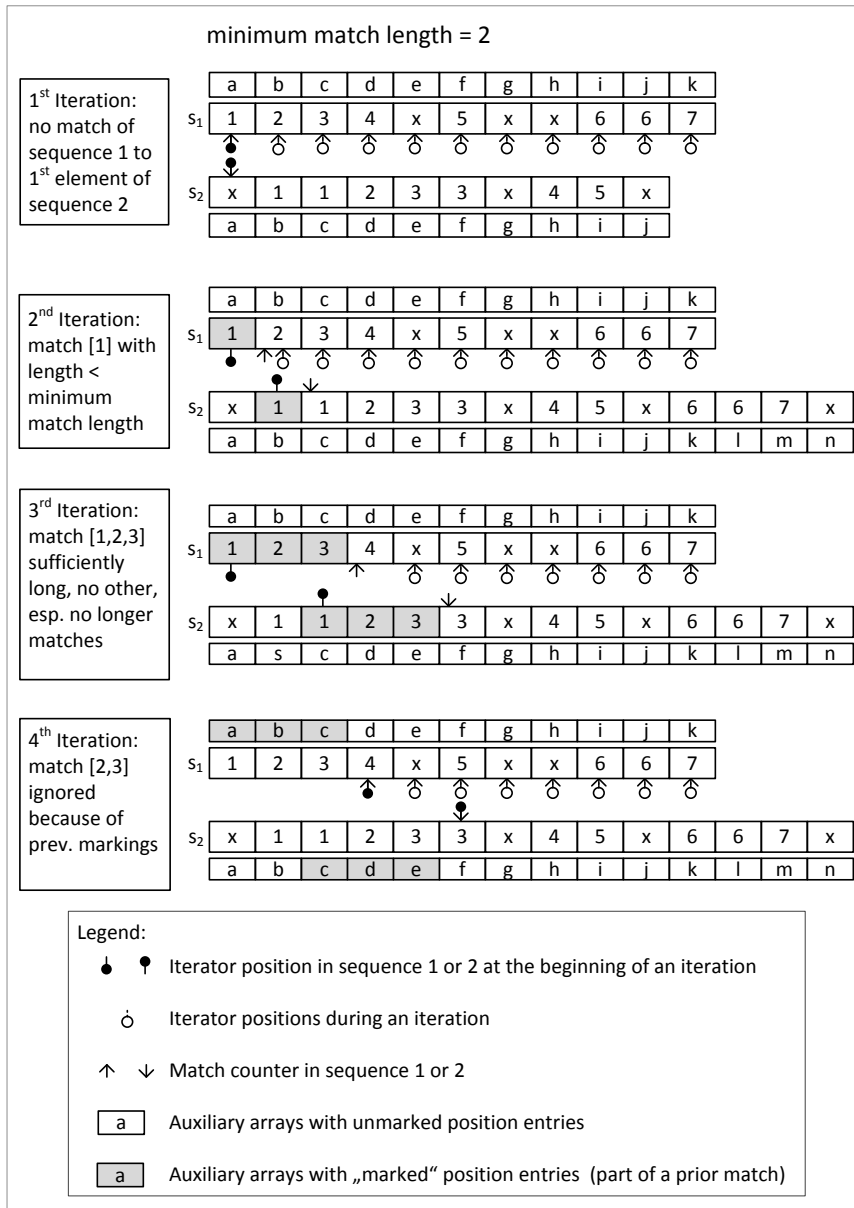 minimum match length = 2
1st Iteration:
no match of
sequence 1 to
1st element of
sequence 2
a b c d e f g h i j k
s1 1 2 3 4 x 5 x x 6 6 7
s2 x 1 1 2 3 3 x 4 5 x
a b c d e f g h i j
2nd Iteration:
match [1] with
length <
minimum
match length
a b c d e f g h i j k
s1 1 2 3 4 x 5 x x 6 6 7
s2 x 1 1 2 3 3 x 4 5 x 6 6 7 x
a b c d e f g h i j k l m n
3rd Iteration:
match [1,2,3]
sufficiently
long, no other,
esp. no longer
matches
a b c d e f g h i j k
s1 1 2 3 4 x 5 x x 6 6 7
s2 x 1 1 2 3 3 x 4 5 x 6 6 7 x
a s c d e f g h i j k l m n
4th Iteration:
match [2,3]
ignored
because of
prev. markings
a b c d e f g h i j k
s1 1 2 3 4 x 5 x x 6 6 7
s2 x 1 1 2 3 3 x 4 5 x 6 6 7 x
a b c d e f g h i j k l m n
Legend:
Iterator position in sequence 1 or 2 at the beginning of an iteration
Iterator positions during an iteration
Match counter in sequence 1 or 2
a Auxiliary arrays with unmarked position entries
a Auxiliary arrays with „marked“ position entries (part of a prior match)